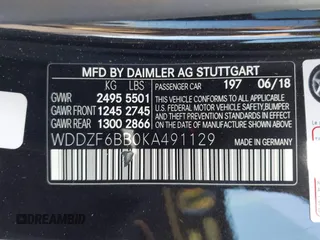 MFD BY DAIMLER AG STUTTGART
KG LBS PASSENGER CAR 197 06/18
GVWR 2495 5501
GAWR FRONT 1245 2745
GAWR REAR 1300 2866
THIS VEHICLE CONFORMS TO ALL
APPLICABLE U.S. FEDERAL MOTOR
VEHICLE SAFETY, BUMPER,
AND THEFT PREVENTION
STANDARDS IN EFFECT ON THE DATE
OF MANUFACTURE SHOWN ABOVE
WDDZF6BB0KA491129
MADE IN GERMANY
DREAMBID